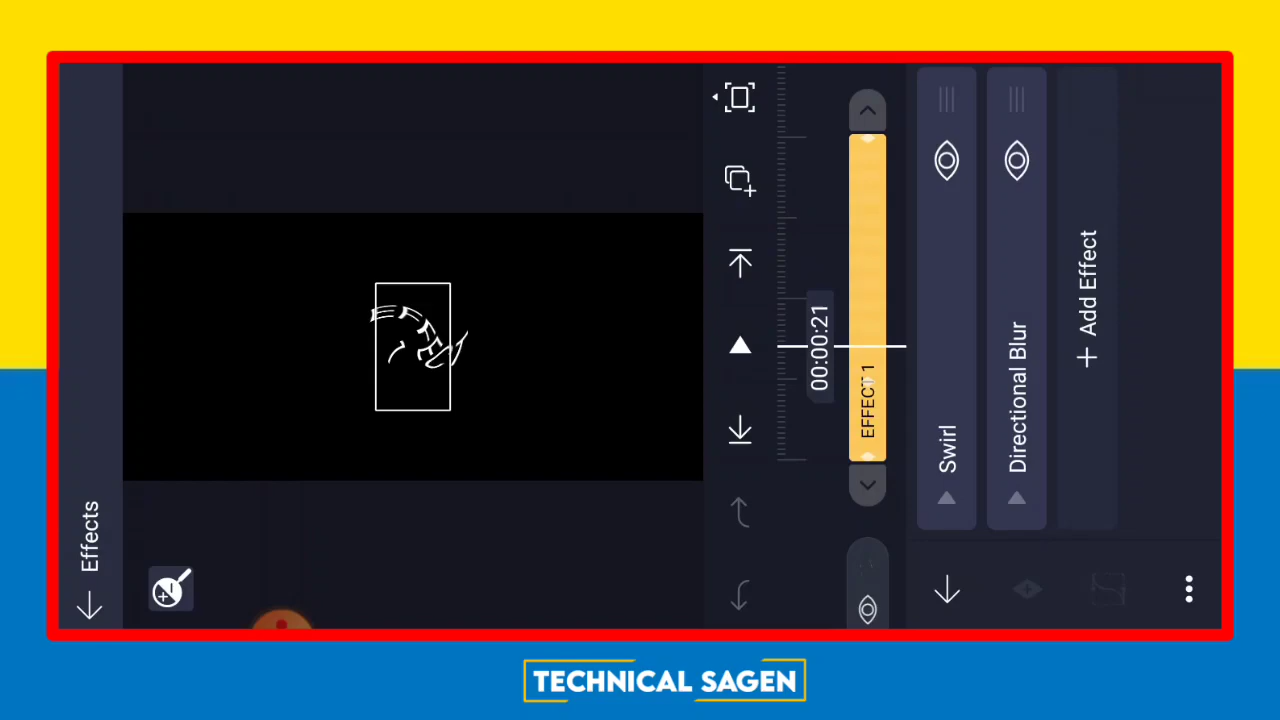 Effects
00:00:21
EFFECT 1
Swirl
Directional Blur
+ Add Effect
TECHNICAL SAGEN